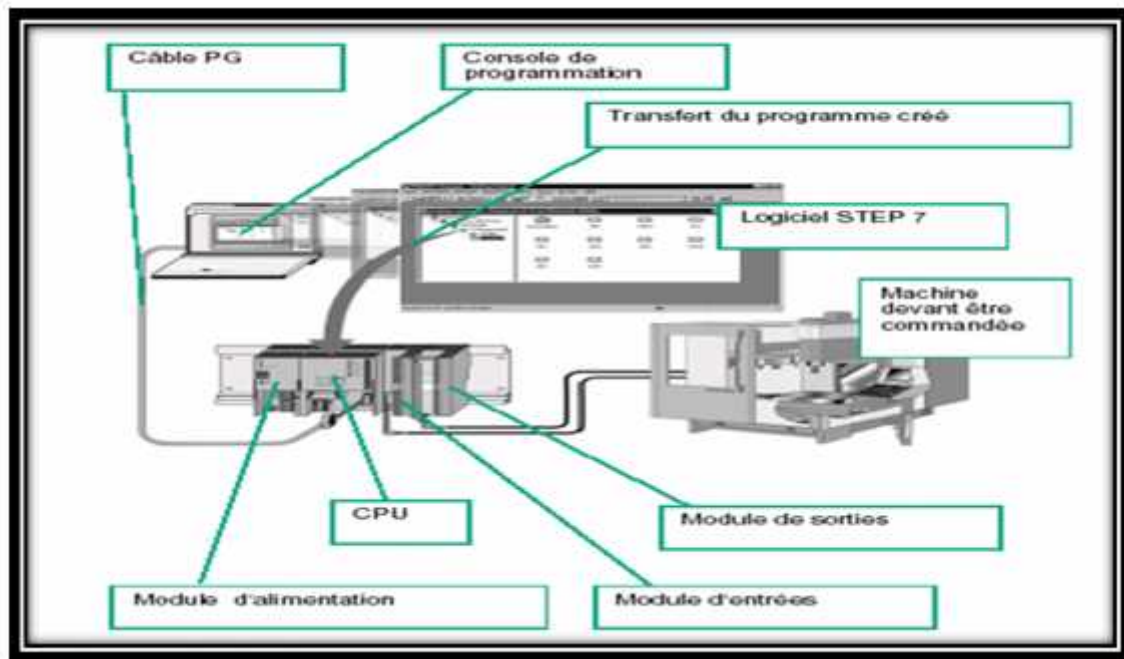 Câble PG
Console de
programmation
Transfert du programme créé
Logiciel STEP 7
Machine
devant être
commandée
CPU
Module de sorties
Module d'alimentation
Module d'entrées